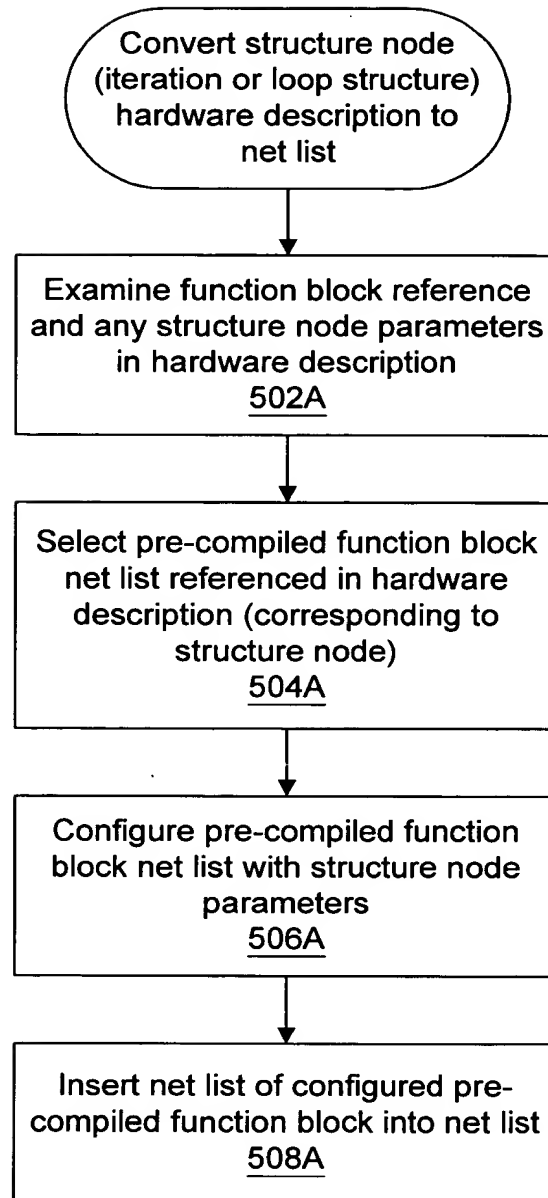 Convert structure node
(iteration or loop structure)
hardware description to
net list
Examine function block reference
and any structure node parameters
in hardware description
502A
Select pre-compiled function block
net list referenced in hardware
description (corresponding to
structure node)
504A
Configure pre-compiled function
block net list with structure node
parameters
506A
Insert net list of configured pre-
compiled function block into net list
508A